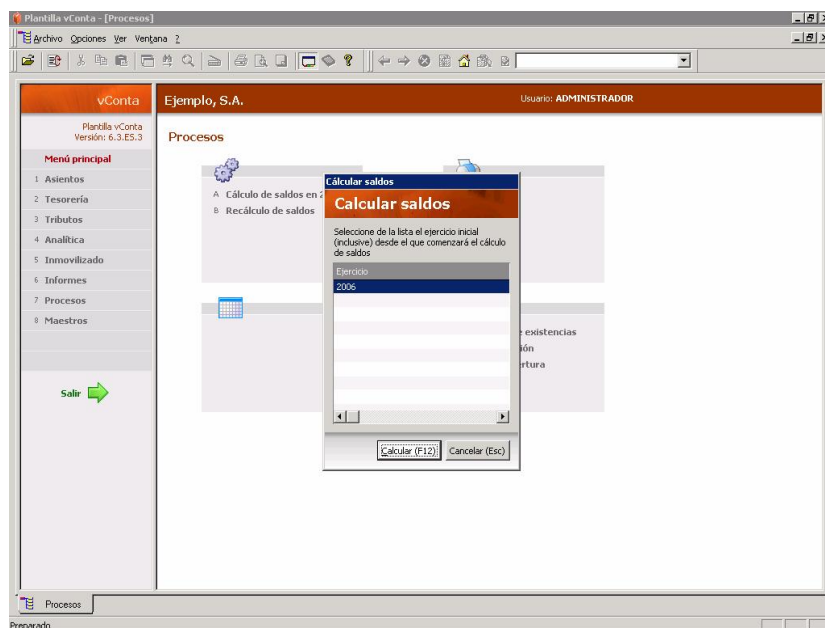 Plantilla vConta - [Procesos]
Archivo Opciones Ver Ventana ?
vConta
Ejemplo, S.A.
Usuario: ADMINISTRADOR
Plantilla vConta
Versión: 6.3.E5.3
Menú principal
1 Asientos
2 Tesorería
3 Tributos
4 Analítica
5 Inmovilizado
6 Informes
7 Procesos
8 Maestros
Salir
Procesos
A Cálculo de saldos en 2
B Recálculo de saldos
e existencias
ión
ertura
Cálcular saldos
Calcular saldos
Seleccione de la lista el ejercicio inicial
(inclusive) desde el que comenzará el cálculo
de saldos
Ejercicio
2006
Calcular (F12)
Cancelar (Esc)
Procesos
Preparado